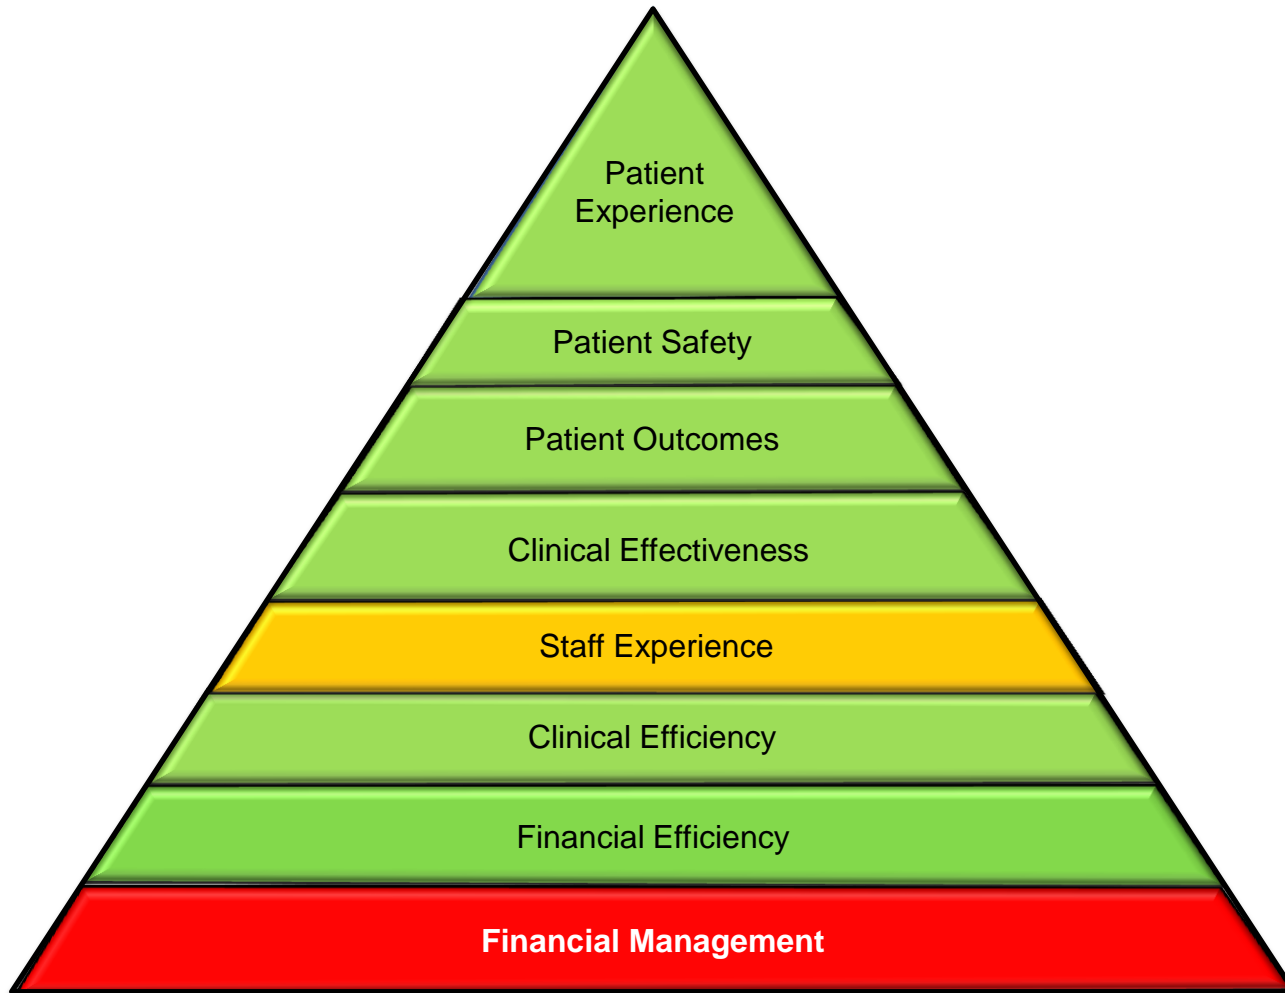 Patient
Experience
Patient Safety
Patient Outcomes
Clinical Effectiveness
Staff Experience
Clinical Efficiency
Financial Efficiency
Financial Management